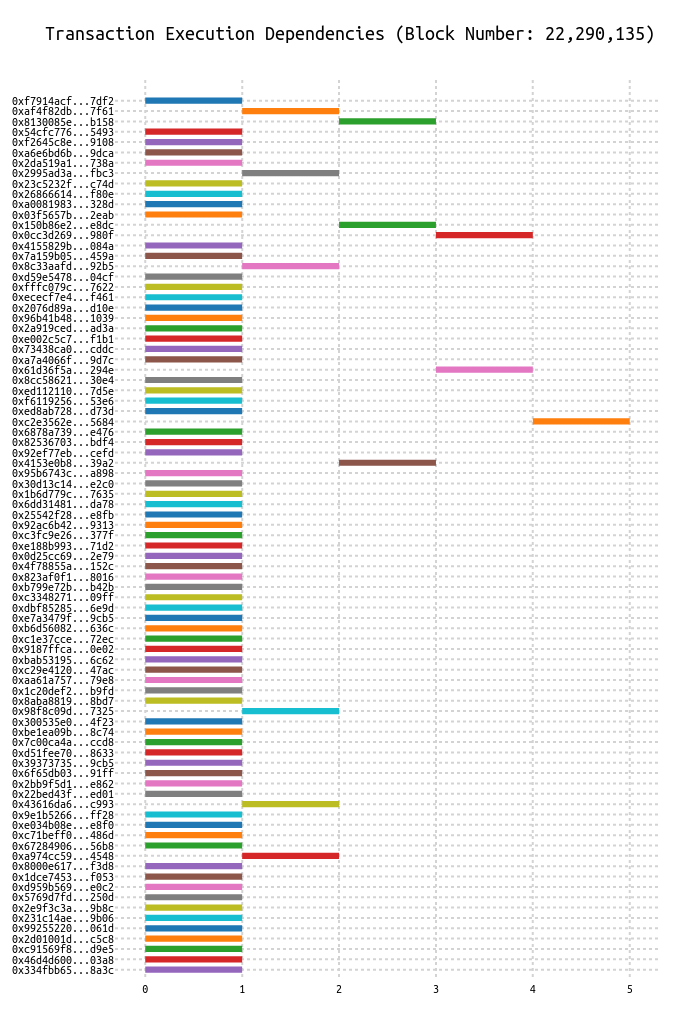 Transaction Execution Dependencies (Block Number: 22,290,135)
0xf7914acf...7df2
0xaf4f82db...7f61
0x8130085e...b158
0x54cfc776...5493
0xf2645c8e...9108
0xa6e6bd6b...9dca
0x2da519a1...738a
0x2995ad3a...fbc3
0x23c5232f...c74d
0x26866614...f80e
0xa0081983...328d
0x03f5657b...2eab
0x150b86e2...e8dc
0x0cc3d269...980f
0x4155829b...084a
0x7a159b05...459a
0x8c33aafd...92b5
0xd59e5478...04cf
0xfffc079c...7622
0xececf7e4...f461
0x2076d89a...d10e
0x96b41b48...1039
0x2a919ced...ad3a
0xe002c5c7...f1b1
0x73438ca0...cddc
0xa7a4066f...9d7c
0x61d36f5a...294e
0x8cc58621...30e4
0xed112110...7d5e
0xf6119256...53e6
0xed8ab728...d73d
0xc2e3562e...5684
0x6878a739...e476
0x82536703...bdf4
0x92ef77eb...cefd
0x4153e0b8...39a2
0x95b6743c...a898
0x30d13c14...e2c0
0x1b6d779c...7635
0x6dd31481...da78
0x25542f28...e8fb
0x92ac6b42...9313
0xc3fc9e26...377f
0xe188b993...71d2
0x0d25cc69...2e79
0x4f78855a...152c
0x823af0f1...8016
0xb799e72b...b42b
0xc3348271...09ff
0xdbf85285...6e9d
0xe7a3479f...9cb5
0xb6d56082...636c
0xc1e37cce...72ec
0x9187ffca...0e02
0xbab53195...6c62
0xc29e4120...47ac
0xaa61a757...79e8
0x1c20def2...b9fd
0x8aba8819...8bd7
0x98f8c09d...7325
0x300535e0...4f23
0xbe1ea09b...8c74
0x7c00ca4a...ccd8
0xd51fee70...8633
0x39373735...9cb5
0x6f65db03...91ff
0x2bb9f5d1...e862
0x22bed43f...ed01
0x43616da6...c993
0x9e1b5266...ff28
0xe034b08e...e8f0
0xc71beff0...486d
0x67284906...56b8
0xa974cc59...4548
0x8000e617...f3d8
0x1dce7453...f053
0xd959b569...e0c2
0x5769d7fd...250d
0x2e9f3c3a...9b8c
0x231c14ae...9b06
0x99255220...061d
0x2d01001d...c5c8
0xc91569f8...d9e5
0x46d4d600...03a8
0x334fbb65...8a3c
0 1 2 3 4 5